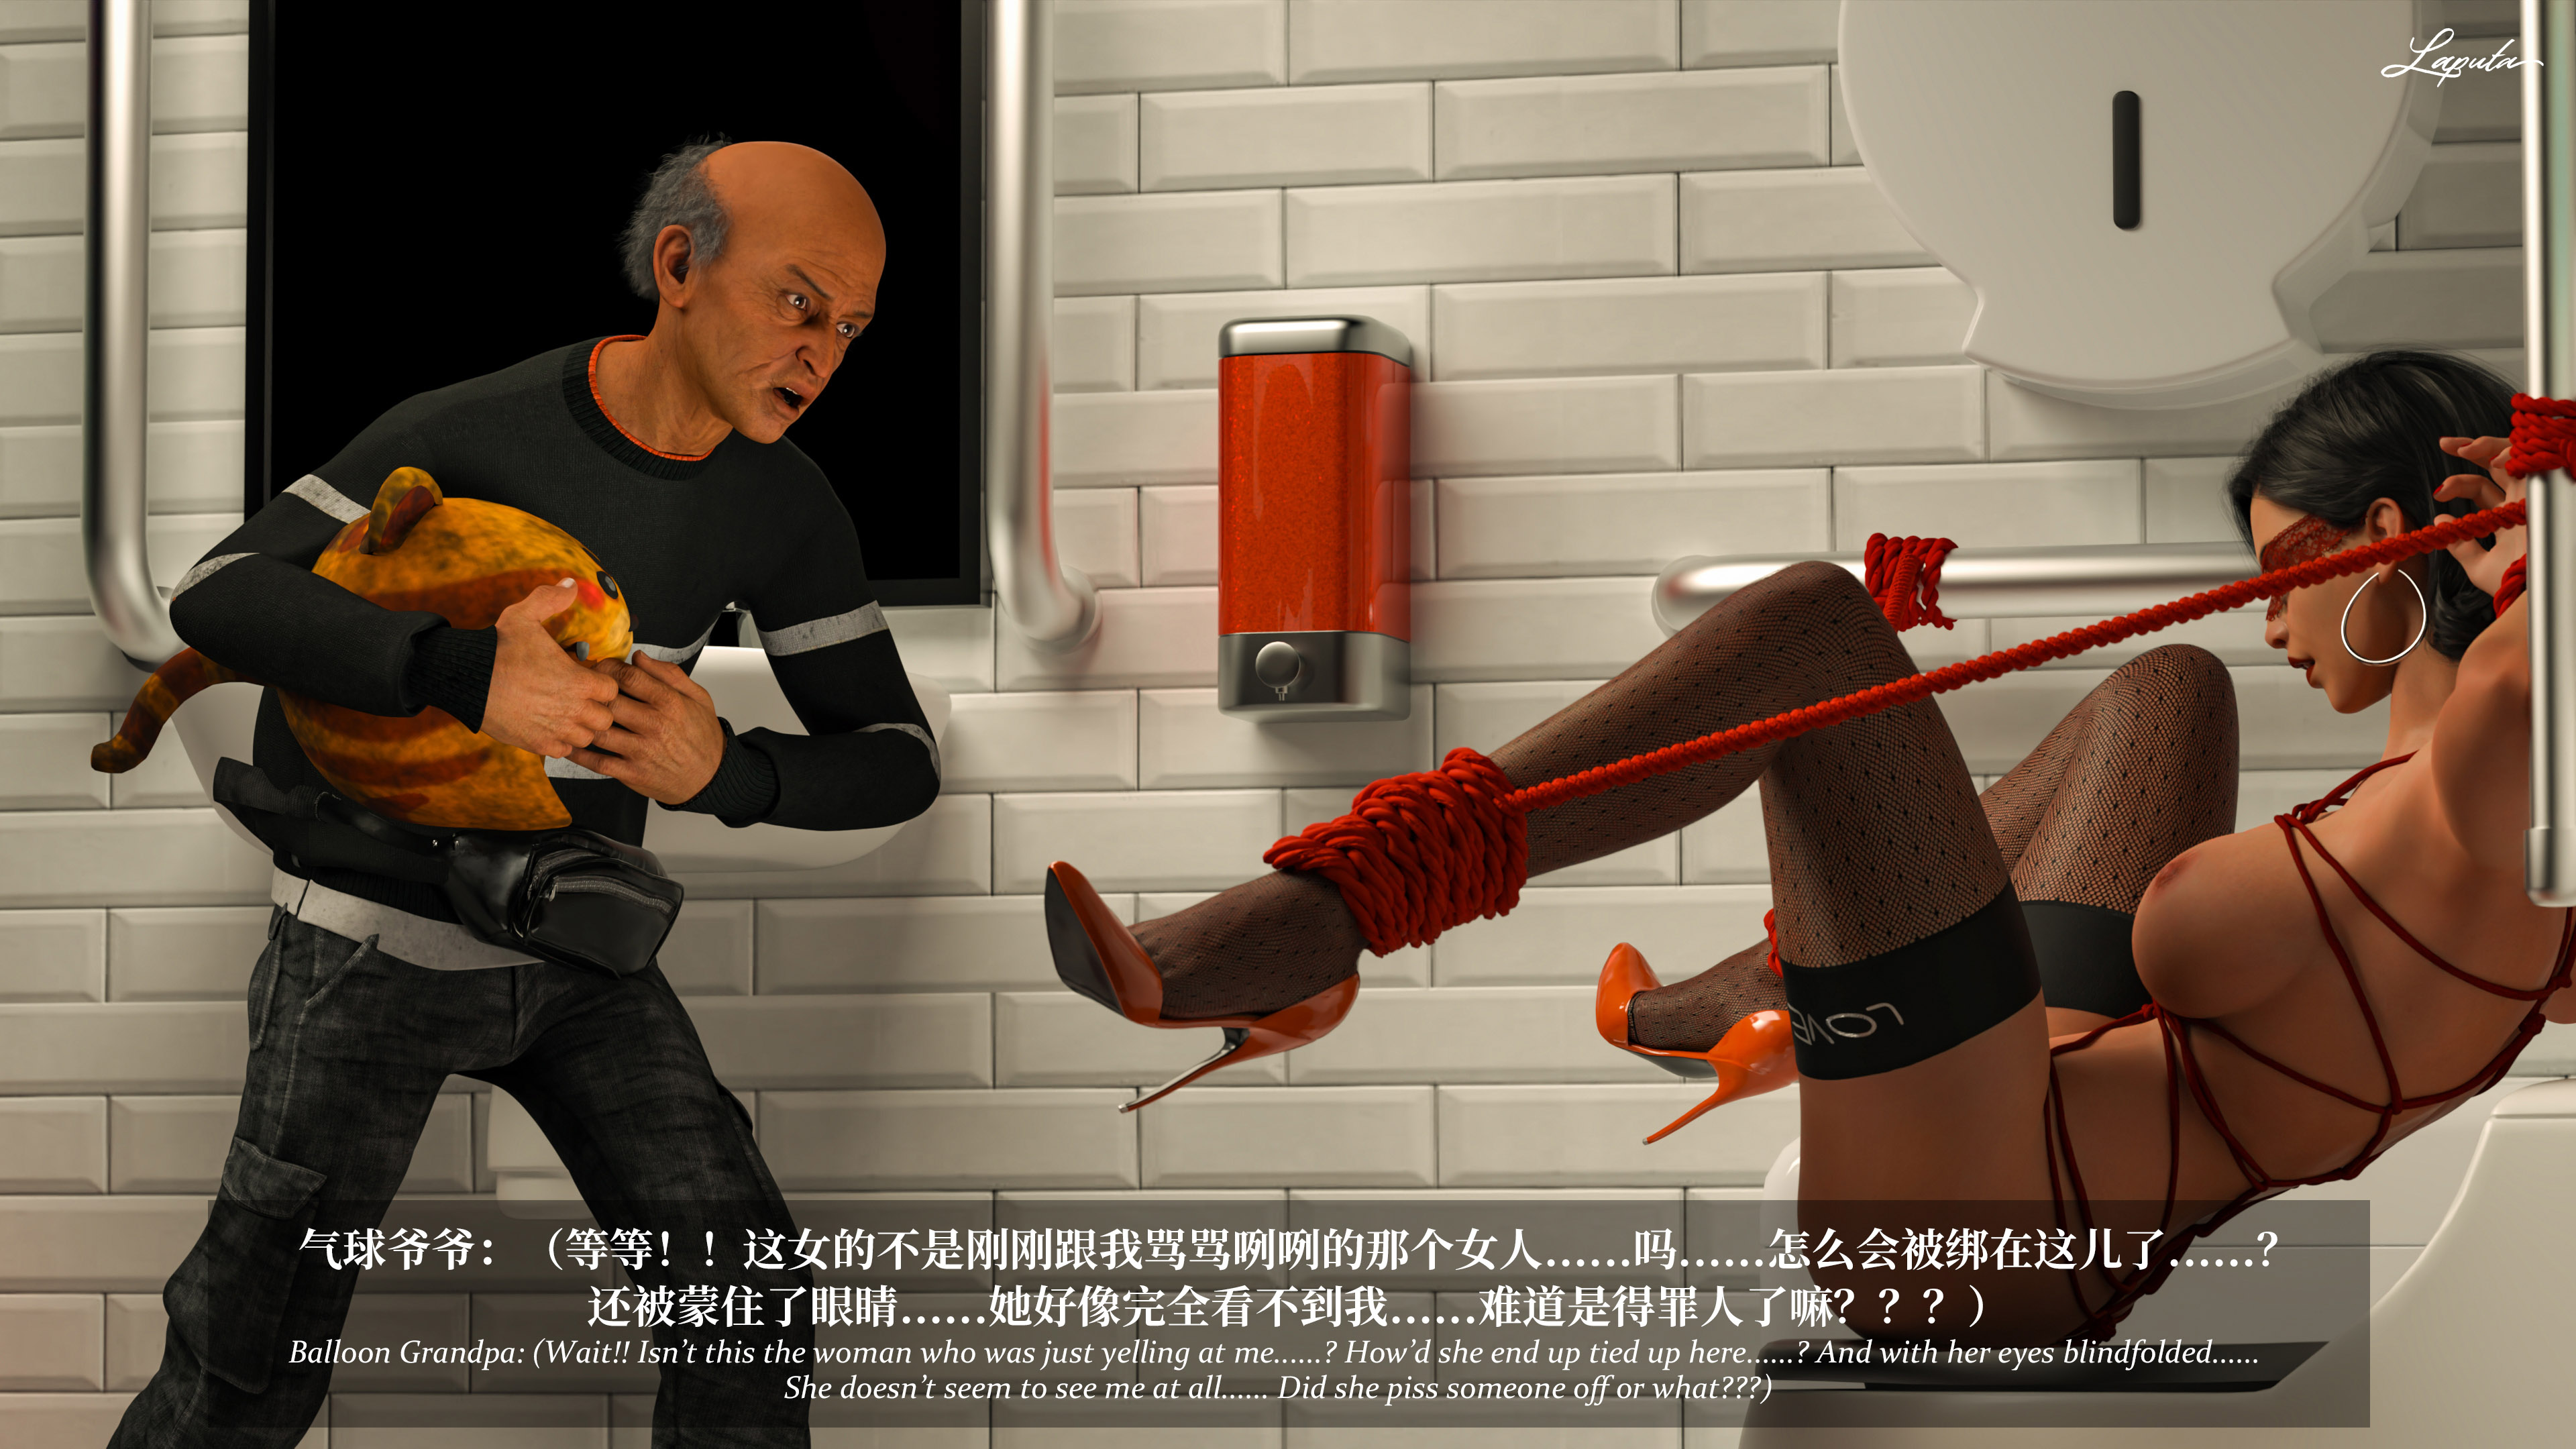 Laputa
LOVE
气球爷爷：（等等！！这女的不是刚刚跟我骂骂咧咧的那个女人......吗......怎么会被绑在这儿了......?
还被蒙住了眼睛......她好像完全看不到我......难道是得罪人了嘛？？？）
Balloon Grandpa: (Wait!! Isn't this the woman who was just yelling at me......? How'd she end up tied up here......? And with her eyes blindfolded......
She doesn't seem to see me at all...... Did she piss someone off or what???)